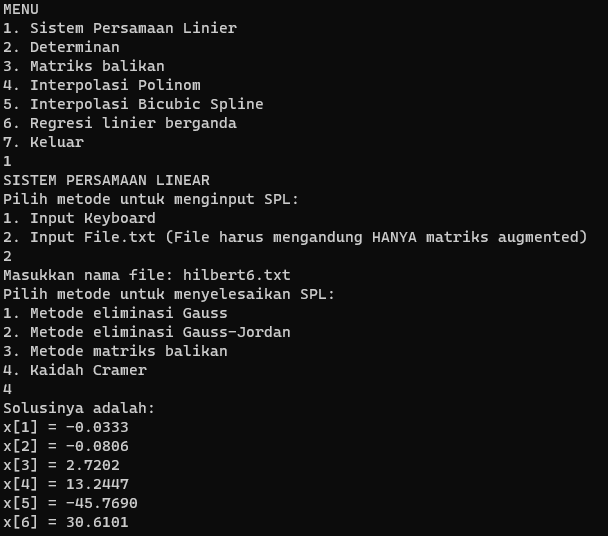 MENU
1. Sistem Persamaan Linier
2. Determinan
3. Matriks balikan
4. Interpolasi Polinom
5. Interpolasi Bicubic Spline
6. Regresi linier berganda
7. Keluar
1
SISTEM PERSAMAAN LINEAR
Pilih metode untuk menginput SPL:
1. Input Keyboard
2. Input File.txt (File harus mengandung HANYA matriks augmented)
2
Masukkan nama file: hilbert6.txt
Pilih metode untuk menyelesaikan SPL:
1. Metode eliminasi Gauss
2. Metode eliminasi Gauss-Jordan
3. Metode matriks balikan
4. Kaidah Cramer
4
Solusinya adalah:
x[1] = -0.0333
x[2] = -0.0806
x[3] = 2.7202
x[4] = 13.2447
x[5] = -45.7690
x[6] = 30.6101